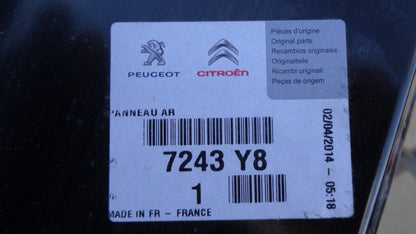 PEUGEOT
CITROËN
Pièces d'origine
Original parts
Recambios originales
Originalteile
Ricambi originali
Peças de origem
PANNEAU AR
7243 Y8
1
MADE IN FR - FRANCE
02/04/2014 - 05:18